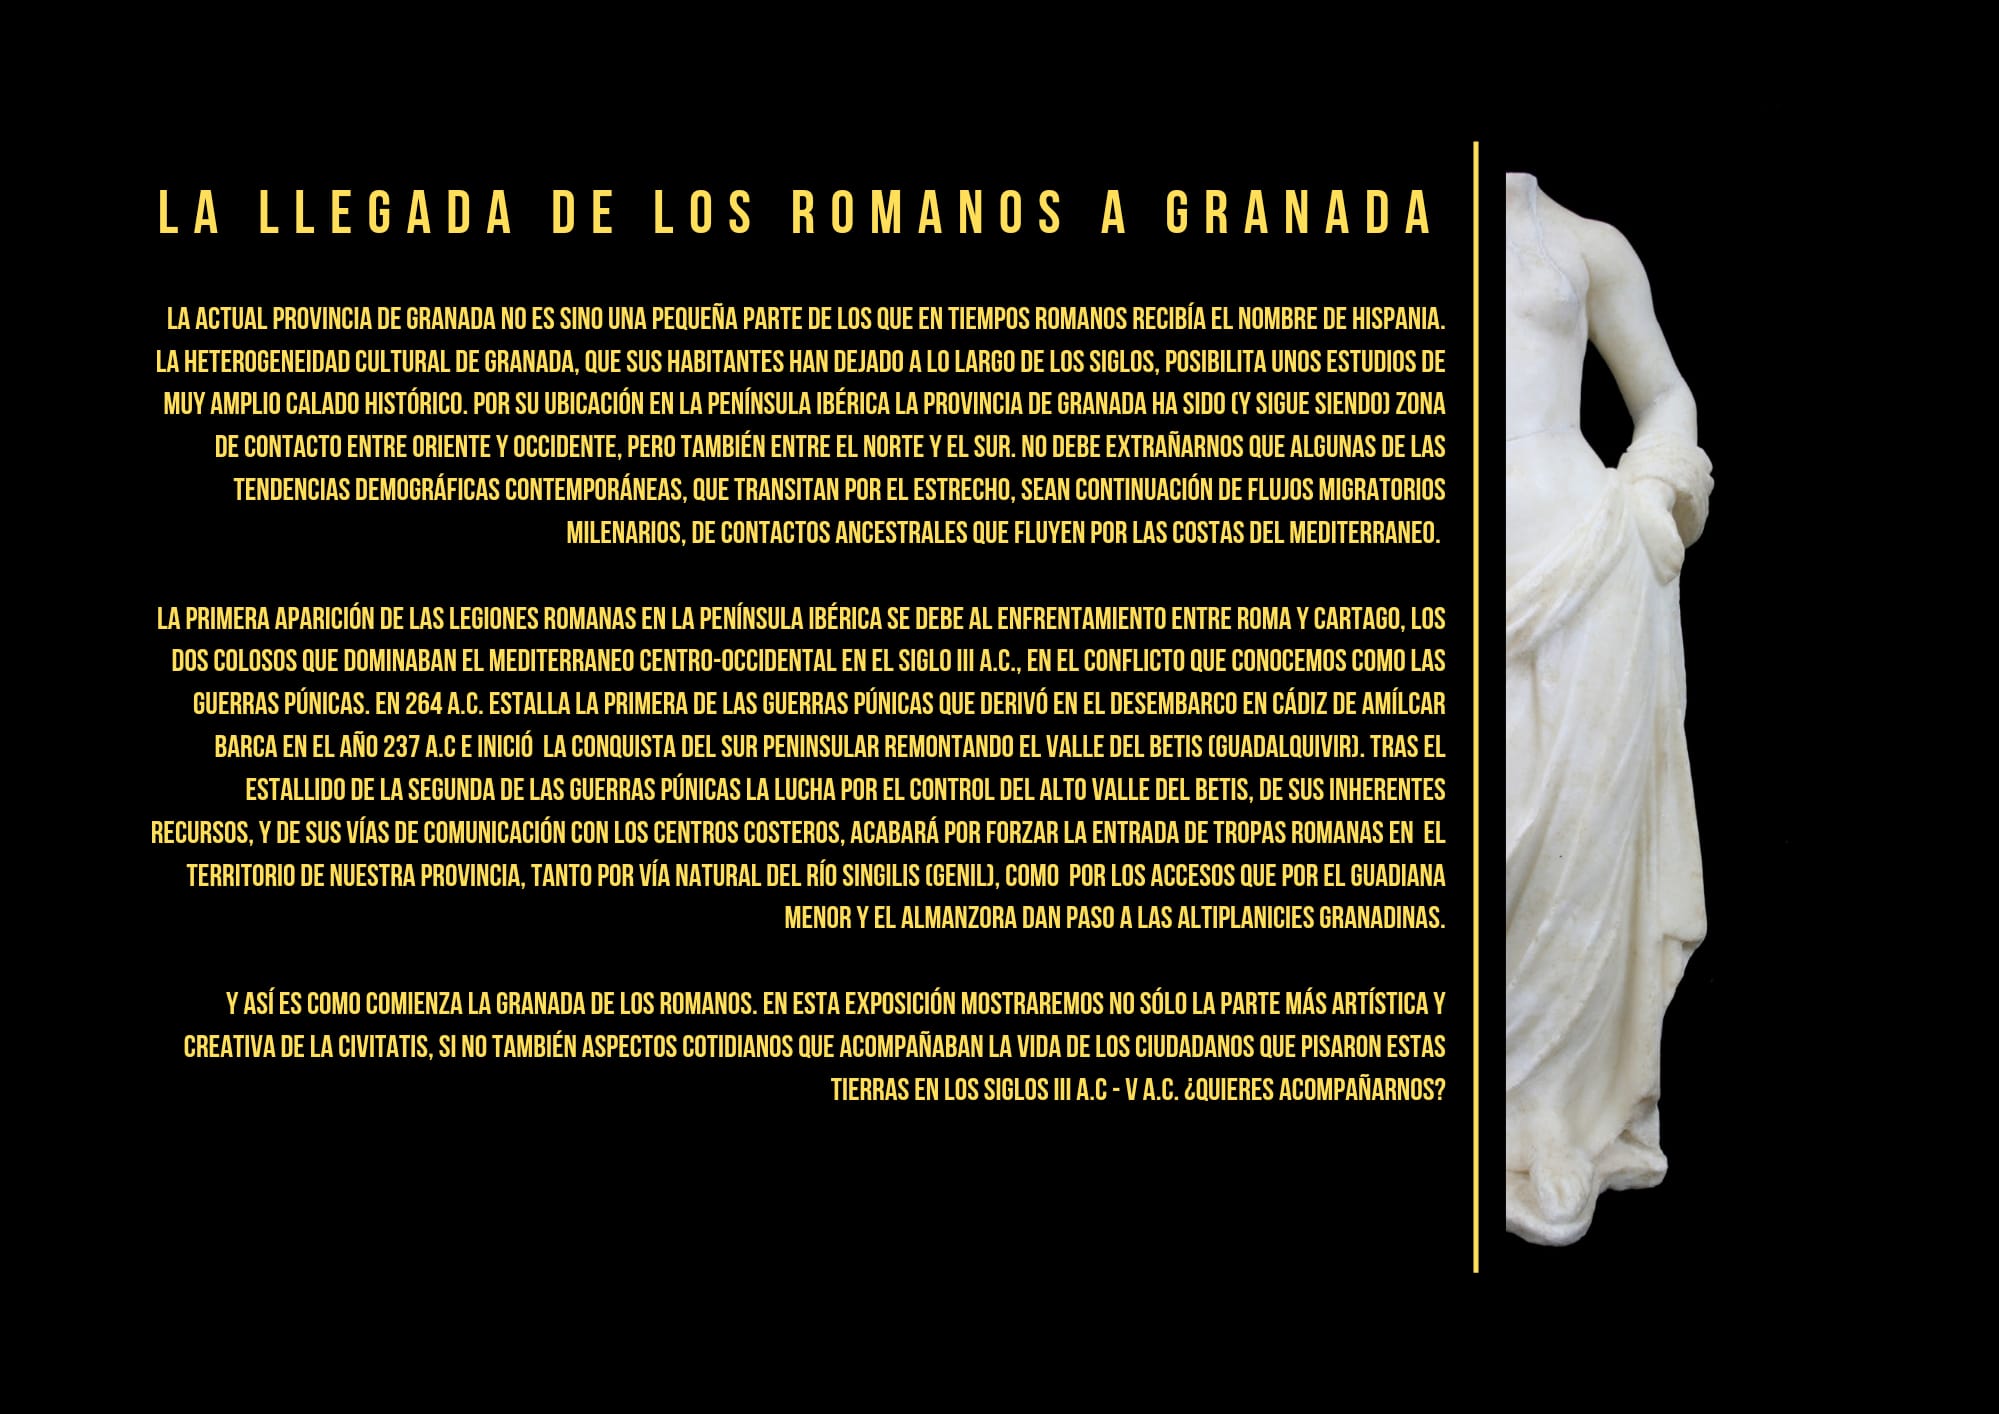 LA LLEGADA DE LOS ROMANOS A GRANADA
LA ACTUAL PROVINCIA DE GRANADA NO ES SINO UNA PEQUEÑA PARTE DE LOS QUE EN TIEMPOS ROMANOS RECIBÍA EL NOMBRE DE HISPANIA.
LA HETEROGENEIDAD CULTURAL DE GRANADA, QUE SUS HABITANTES HAN DEJADO A LO LARGO DE LOS SIGLOS, POSIBILITA UNOS ESTUDIOS DE
MUY AMPLIO CALADO HISTÓRICO. POR SU UBICACIÓN EN LA PENÍNSULA IBÉRICA LA PROVINCIA DE GRANADA HA SIDO (Y SIGUE SIENDO) ZONA
DE CONTACTO ENTRE ORIENTE Y OCCIDENTE, PERO TAMBIÉN ENTRE EL NORTE Y EL SUR. NO DEBE EXTRAÑARNOS QUE ALGUNAS DE LAS
TENDENCIAS DEMOGRÁFICAS CONTEMPORÁNEAS, QUE TRANSITAN POR EL ESTRECHO, SEAN CONTINUACIÓN DE FLUJOS MIGRATORIOS
MILENARIOS, DE CONTACTOS ANCESTRALES QUE FLUYEN POR LAS COSTAS DEL MEDITERRANEO.
LA PRIMERA APARICIÓN DE LAS LEGIONES ROMANAS EN LA PENÍNSULA IBÉRICA SE DEBE AL ENFRENTAMIENTO ENTRE ROMA Y CARTAGO, LOS
DOS COLOSOS QUE DOMINABAN EL MEDITERRANEO CENTRO-OCCIDENTAL EN EL SIGLO III A.C., EN EL CONFLICTO QUE CONOCEMOS COMO LAS
GUERRAS PÚNICAS. EN 264 A.C. ESTALLA LA PRIMERA DE LAS GUERRAS PÚNICAS QUE DERIVÓ EN EL DESEMBARCO EN CÁDIZ DE AMÍLCAR
BARCA EN EL AÑO 237 A.C E INICIÓ LA CONQUISTA DEL SUR PENINSULAR REMONTANDO EL VALLE DEL BETIS (GUADALQUIVIR). TRAS EL
ESTALLIDO DE LA SEGUNDA DE LAS GUERRAS PÚNICAS LA LUCHA POR EL CONTROL DEL ALTO VALLE DEL BETIS, DE SUS INHERENTES
RECURSOS, Y DE SUS VÍAS DE COMUNICACIÓN CON LOS CENTROS COSTEROS, ACABARÁ POR FORZAR LA ENTRADA DE TROPAS ROMANAS EN EL
TERRITORIO DE NUESTRA PROVINCIA, TANTO POR VÍA NATURAL DEL RÍO SINGILIS (GENIL), COMO POR LOS ACCESOS QUE POR EL GUADIANA
MENOR Y EL ALMANZORA DAN PASO A LAS ALTIPLANICIES GRANADINAS.
Y ASÍ ES COMO COMIENZA LA GRANADA DE LOS ROMANOS. EN ESTA EXPOSICIÓN MOSTRAREMOS NO SÓLO LA PARTE MÁS ARTÍSTICA Y
CREATIVA DE LA CIVITATIS, SI NO TAMBIÉN ASPECTOS COTIDIANOS QUE ACOMPAÑABAN LA VIDA DE LOS CIUDADANOS QUE PISARON ESTAS
TIERRAS EN LOS SIGLOS III A.C - V A.C. ¿QUIERES ACOMPAÑARNOS?